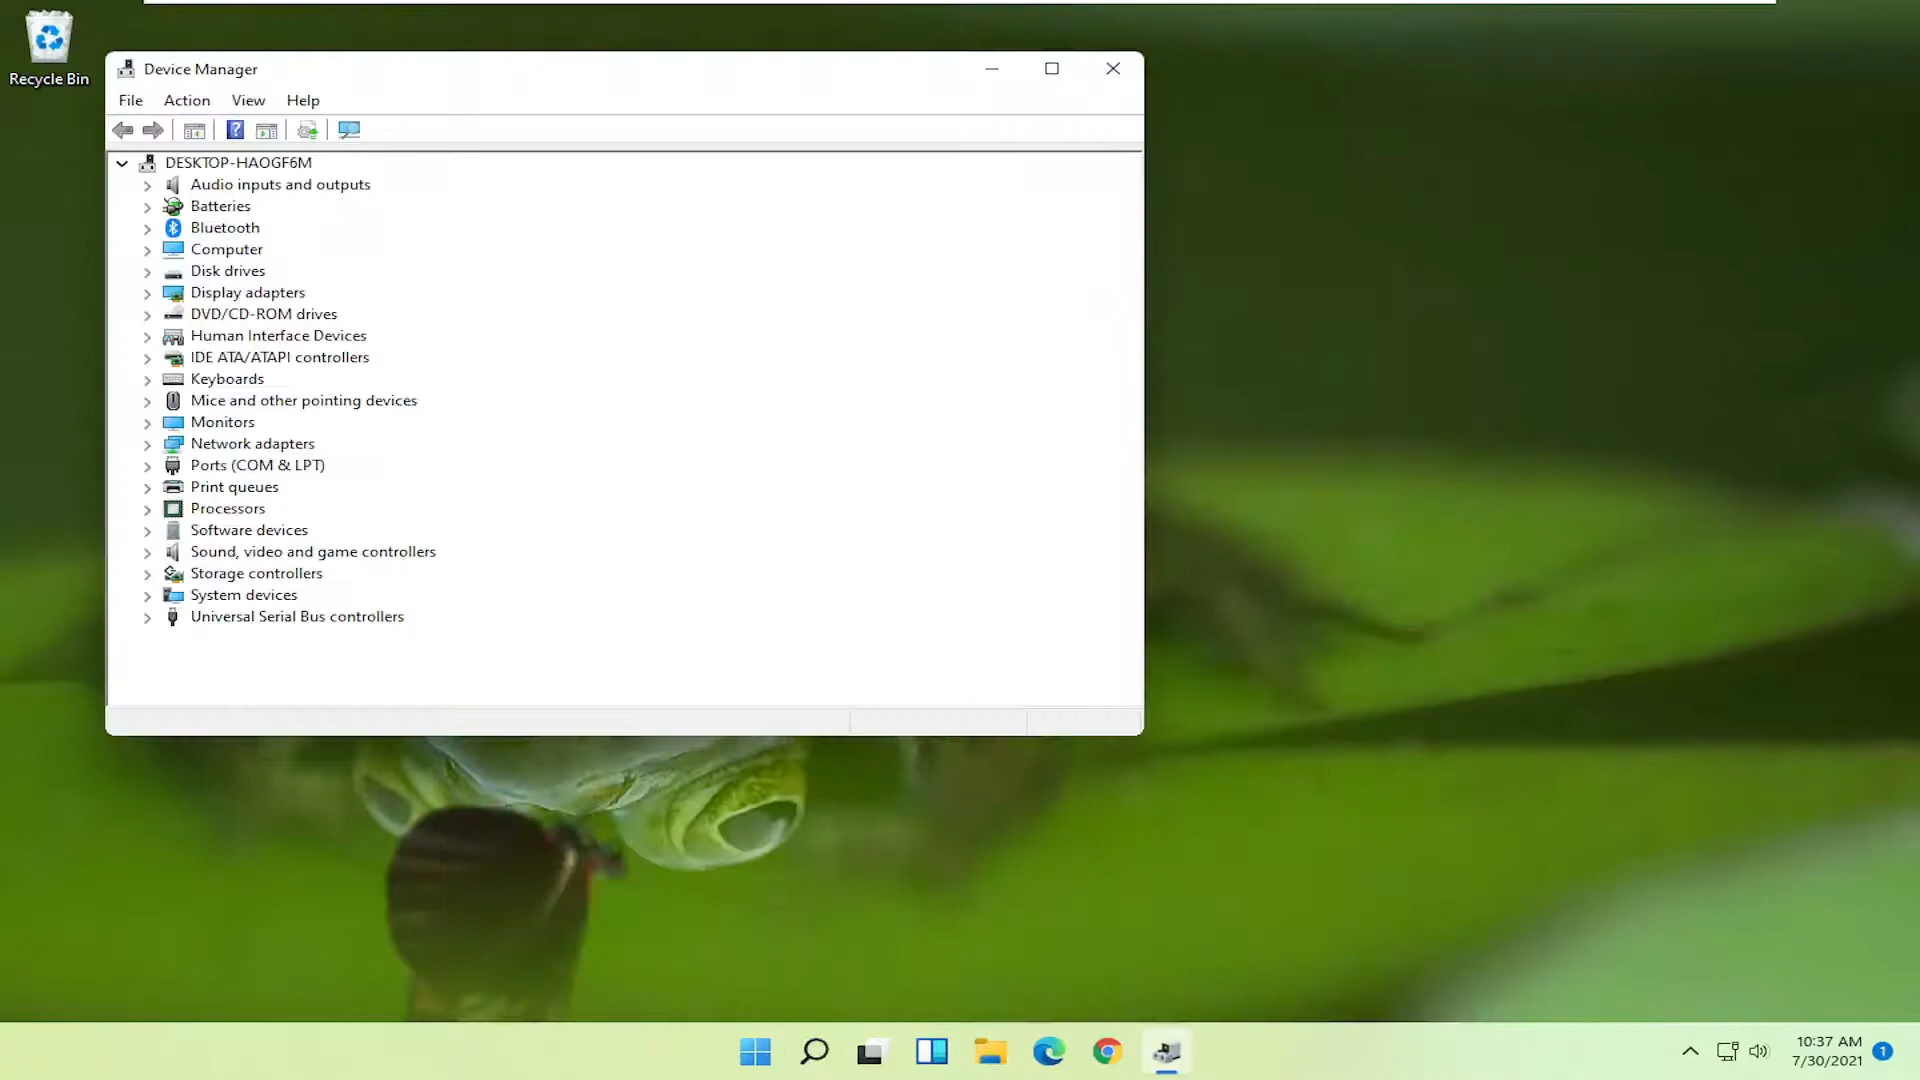 Recycle Bin
Device Manager
File Action View Help
DESKTOP-HAOGF6M
Audio inputs and outputs
Batteries
Bluetooth
Computer
Disk drives
Display adapters
DVD/CD-ROM drives
Human Interface Devices
IDE ATA/ATAPI controllers
Keyboards
Mice and other pointing devices
Monitors
Network adapters
Ports (COM & LPT)
Print queues
Processors
Software devices
Sound, video and game controllers
Storage controllers
System devices
Universal Serial Bus controllers
10:37 AM
7/30/2021
1